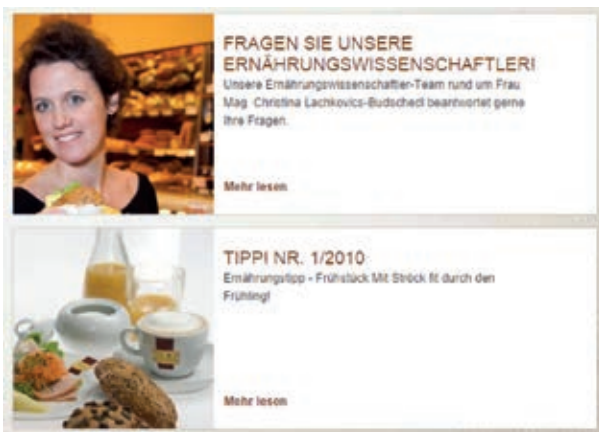 FRAGEN SIE UNSERE
ERNÄHRUNGSWISSENSCHAFTLER!
Unsere Ernährungswissenschaftler-Team rund um Frau
Mag. Christina Lachkovics-Budschedl beantwortet gerne
Ihre Fragen.
Mehr lesen
TIPP! NR. 1/2010
Ernährungstipp - Frühstück Mit Ströck fit durch den
Frühling!
Mehr lesen